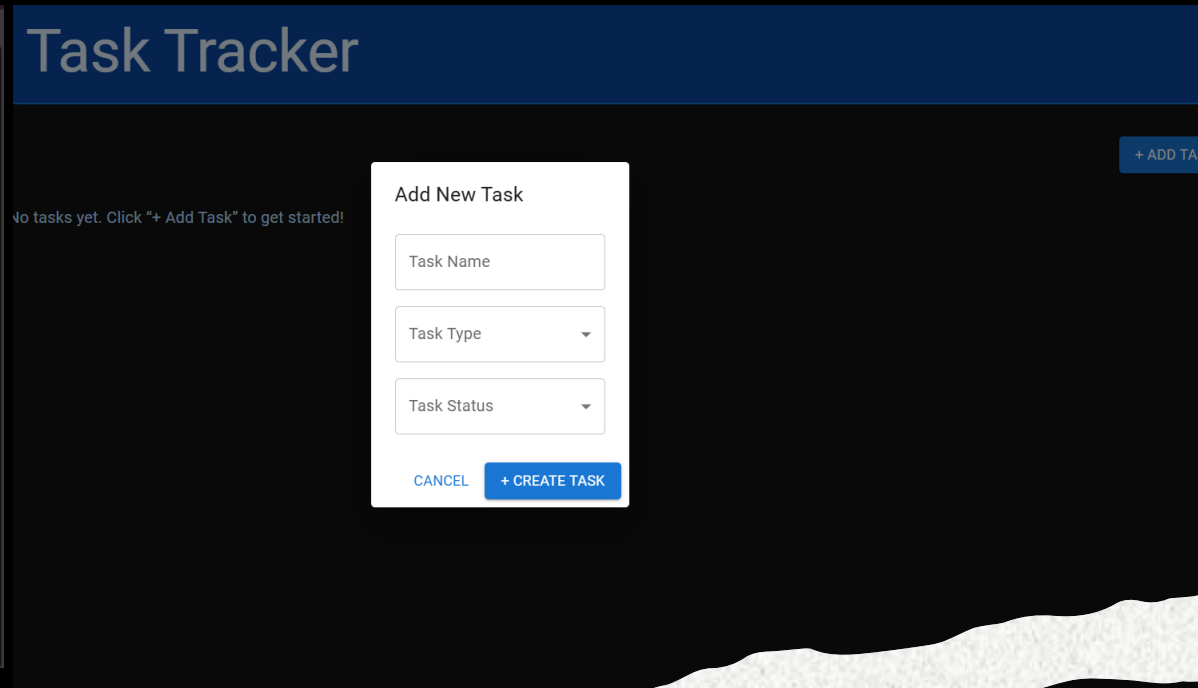 Task Tracker
+ ADD TA
No tasks yet. Click “+ Add Task” to get started!
Add New Task
Task Name
Task Type
Task Status
CANCEL
+ CREATE TASK